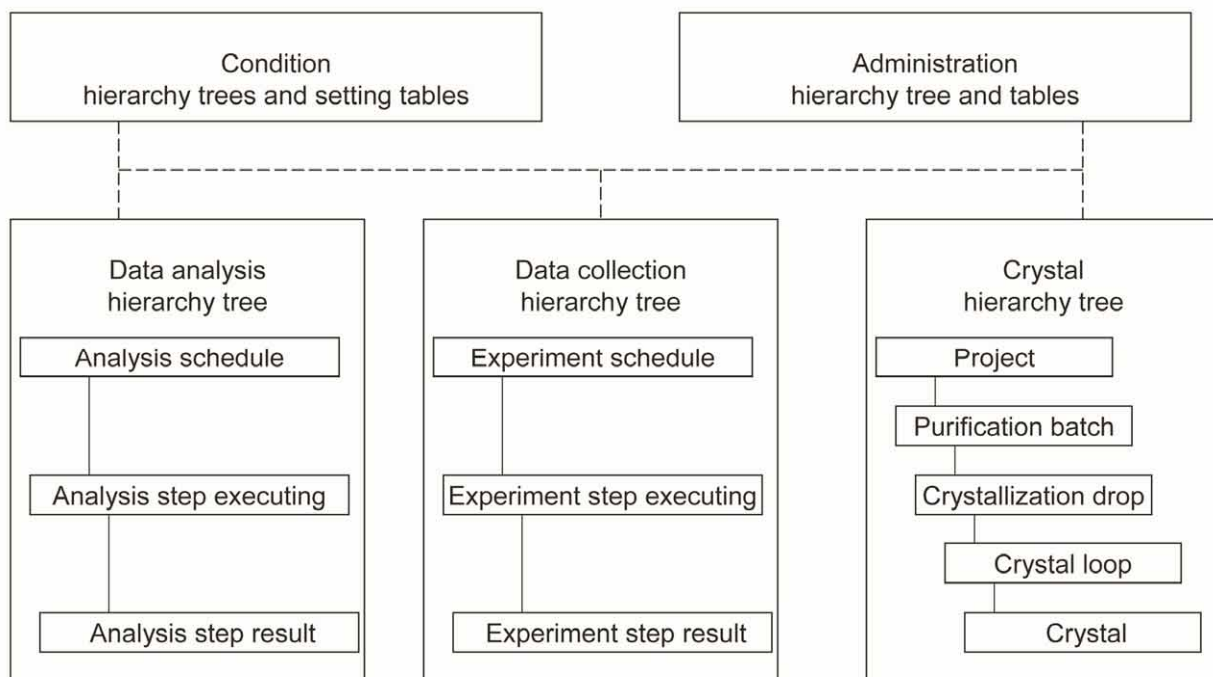 Condition
hierarchy trees and setting tables
Administration
hierarchy tree and tables
Data analysis
hierarchy tree
Analysis schedule
Analysis step executing
Analysis step result
Data collection
hierarchy tree
Experiment schedule
Experiment step executing
Experiment step result
Crystal
hierarchy tree
Project
Purification batch
Crystallization drop
Crystal loop
Crystal